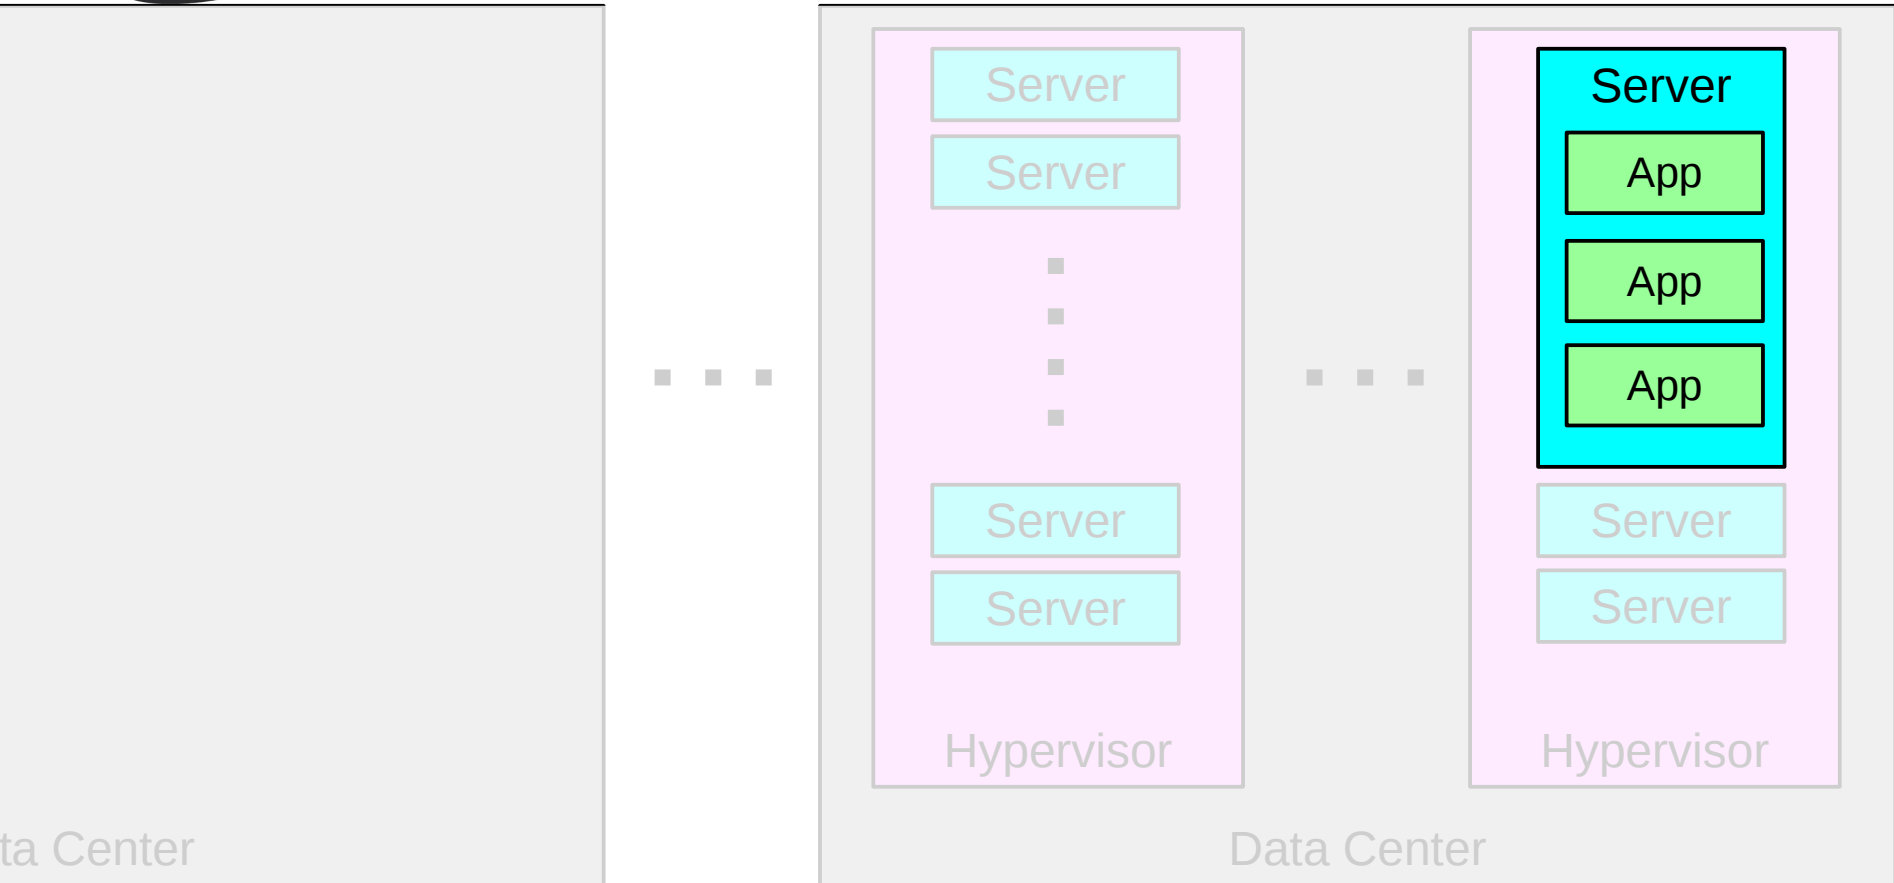 Server
Server
Server
Server
Hypervisor
Server
App
App
App
Server
Server
Hypervisor
ta Center
Data Center